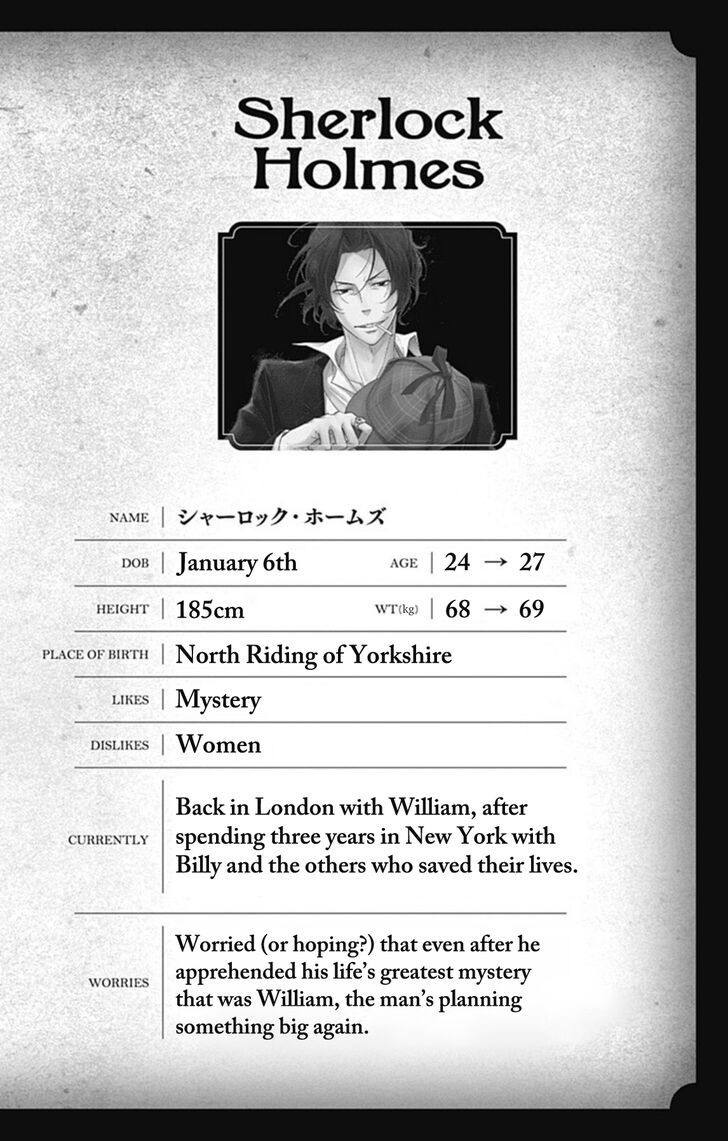 Sherlock
Holmes
NAME シャーロック・ホームズ
DOB January 6th AGE 24 → 27
HEIGHT 185cm WT(kg) 68 → 69
PLACE OF BIRTH North Riding of Yorkshire
LIKES Mystery
DISLIKES Women
CURRENTLY
Back in London with William, after
spending three years in New York with
Billy and the others who saved their lives.
WORRIES
Worried (or hoping?) that even after he
apprehended his life's greatest mystery
that was William, the man's planning
something big again.